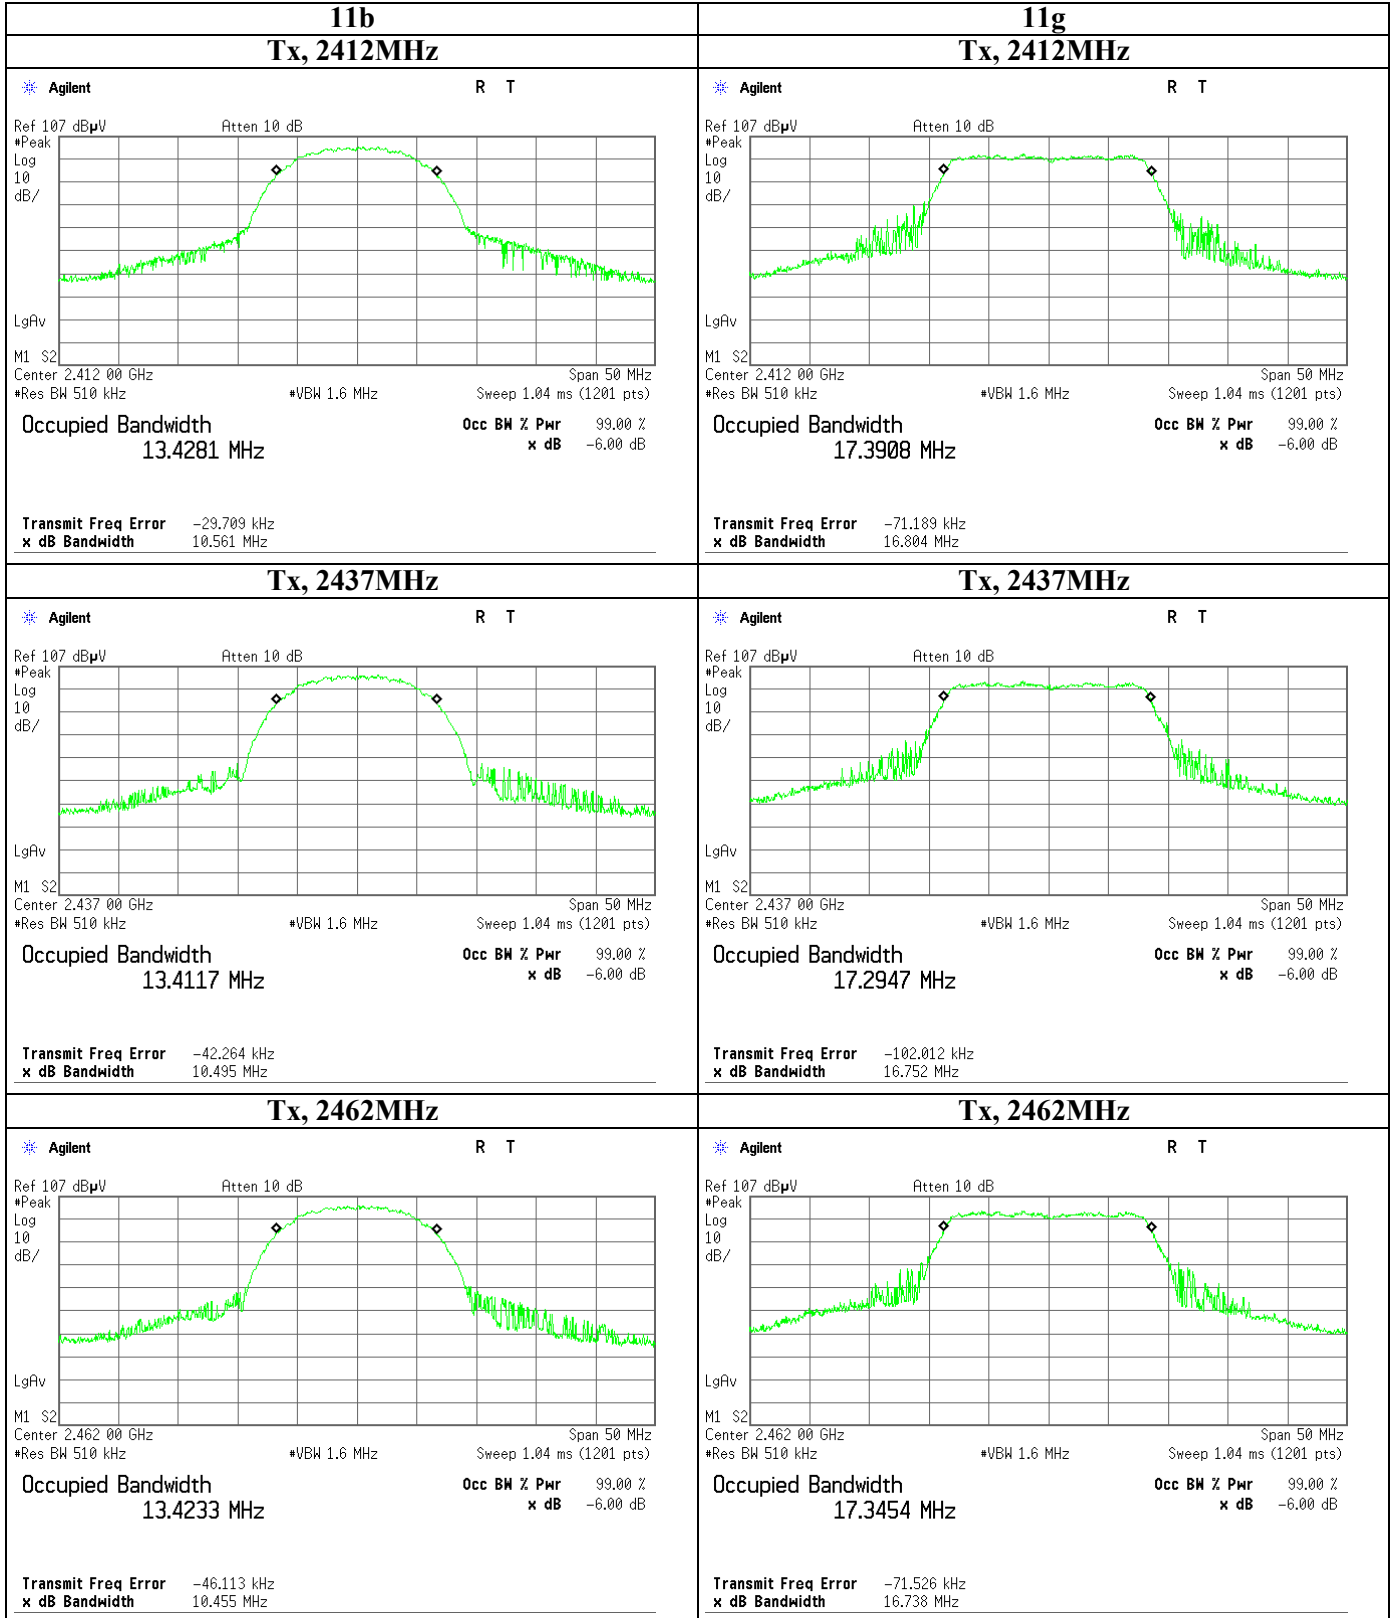 11b 11g
Tx, 2412MHz Tx, 2412MHz
Agilent R T
Ref 107 dBµV Atten 10 dB
#Peak
Log
10
dB/
LgAv
M1 S2
Center 2.412 00 GHz Span 50 MHz
#Res BW 510 kHz #VBW 1.6 MHz Sweep 1.04 ms (1201 pts)
Occupied Bandwidth Occ BW % Pwr 99.00 %
13.4281 MHz x dB -6.00 dB
Transmit Freq Error -29.709 kHz
x dB Bandwidth 10.561 MHz
Agilent R T
Ref 107 dBµV Atten 10 dB
#Peak
Log
10
dB/
LgAv
M1 S2
Center 2.412 00 GHz Span 50 MHz
#Res BW 510 kHz #VBW 1.6 MHz Sweep 1.04 ms (1201 pts)
Occupied Bandwidth Occ BW % Pwr 99.00 %
17.3908 MHz x dB -6.00 dB
Transmit Freq Error -71.189 kHz
x dB Bandwidth 16.804 MHz
Tx, 2437MHz Tx, 2437MHz
Agilent R T
Ref 107 dBµV Atten 10 dB
#Peak
Log
10
dB/
LgAv
M1 S2
Center 2.437 00 GHz Span 50 MHz
#Res BW 510 kHz #VBW 1.6 MHz Sweep 1.04 ms (1201 pts)
Occupied Bandwidth Occ BW % Pwr 99.00 %
13.4117 MHz x dB -6.00 dB
Transmit Freq Error -42.264 kHz
x dB Bandwidth 10.495 MHz
Agilent R T
Ref 107 dBµV Atten 10 dB
#Peak
Log
10
dB/
LgAv
M1 S2
Center 2.437 00 GHz Span 50 MHz
#Res BW 510 kHz #VBW 1.6 MHz Sweep 1.04 ms (1201 pts)
Occupied Bandwidth Occ BW % Pwr 99.00 %
17.2947 MHz x dB -6.00 dB
Transmit Freq Error -102.012 kHz
x dB Bandwidth 16.752 MHz
Tx, 2462MHz Tx, 2462MHz
Agilent R T
Ref 107 dBµV Atten 10 dB
#Peak
Log
10
dB/
LgAv
M1 S2
Center 2.462 00 GHz Span 50 MHz
#Res BW 510 kHz #VBW 1.6 MHz Sweep 1.04 ms (1201 pts)
Occupied Bandwidth Occ BW % Pwr 99.00 %
13.4233 MHz x dB -6.00 dB
Transmit Freq Error -46.113 kHz
x dB Bandwidth 10.455 MHz
Agilent R T
Ref 107 dBµV Atten 10 dB
#Peak
Log
10
dB/
LgAv
M1 S2
Center 2.462 00 GHz Span 50 MHz
#Res BW 510 kHz #VBW 1.6 MHz Sweep 1.04 ms (1201 pts)
Occupied Bandwidth Occ BW % Pwr 99.00 %
17.3454 MHz x dB -6.00 dB
Transmit Freq Error -71.526 kHz
x dB Bandwidth 16.738 MHz